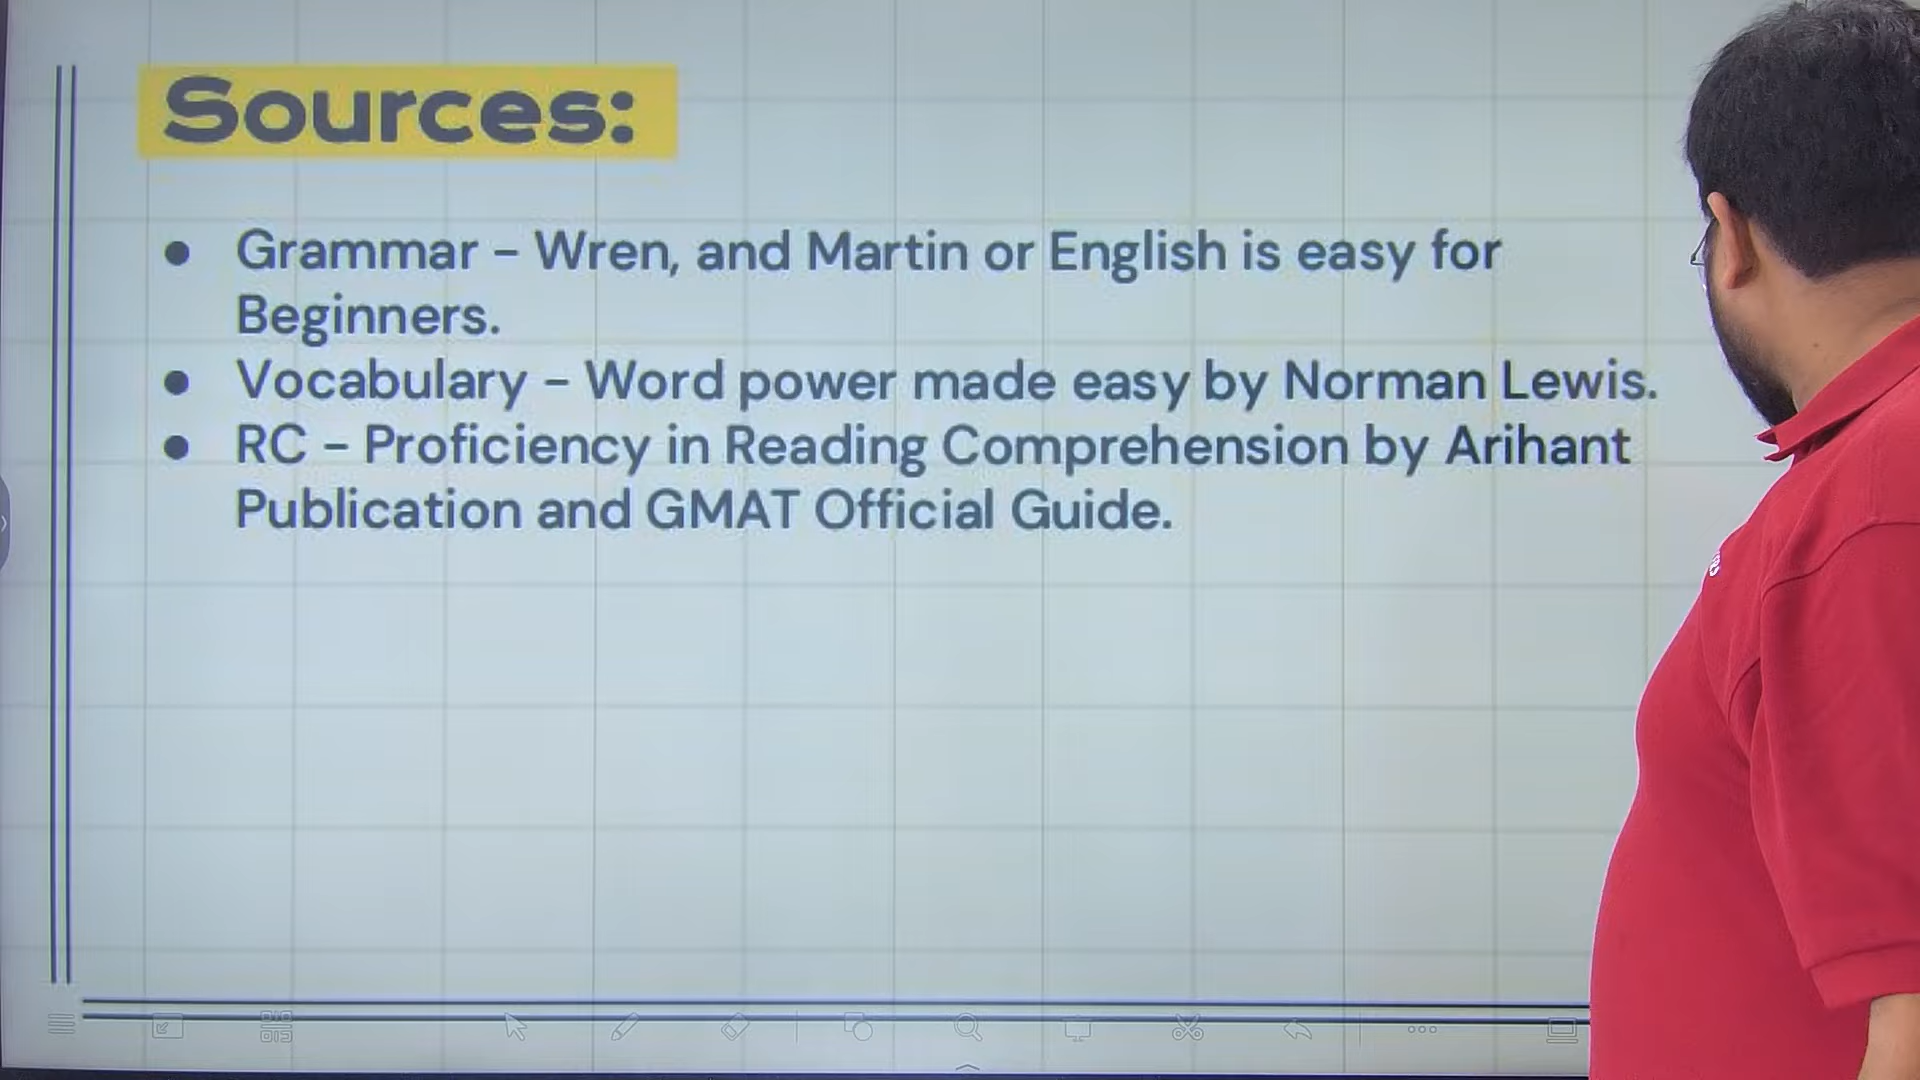 Sources:
● Grammar – Wren, and Martin or English is easy for
Beginners.
● Vocabulary – Word power made easy by Norman Lewis.
● RC – Proficiency in Reading Comprehension by Arihant
Publication and GMAT Official Guide.